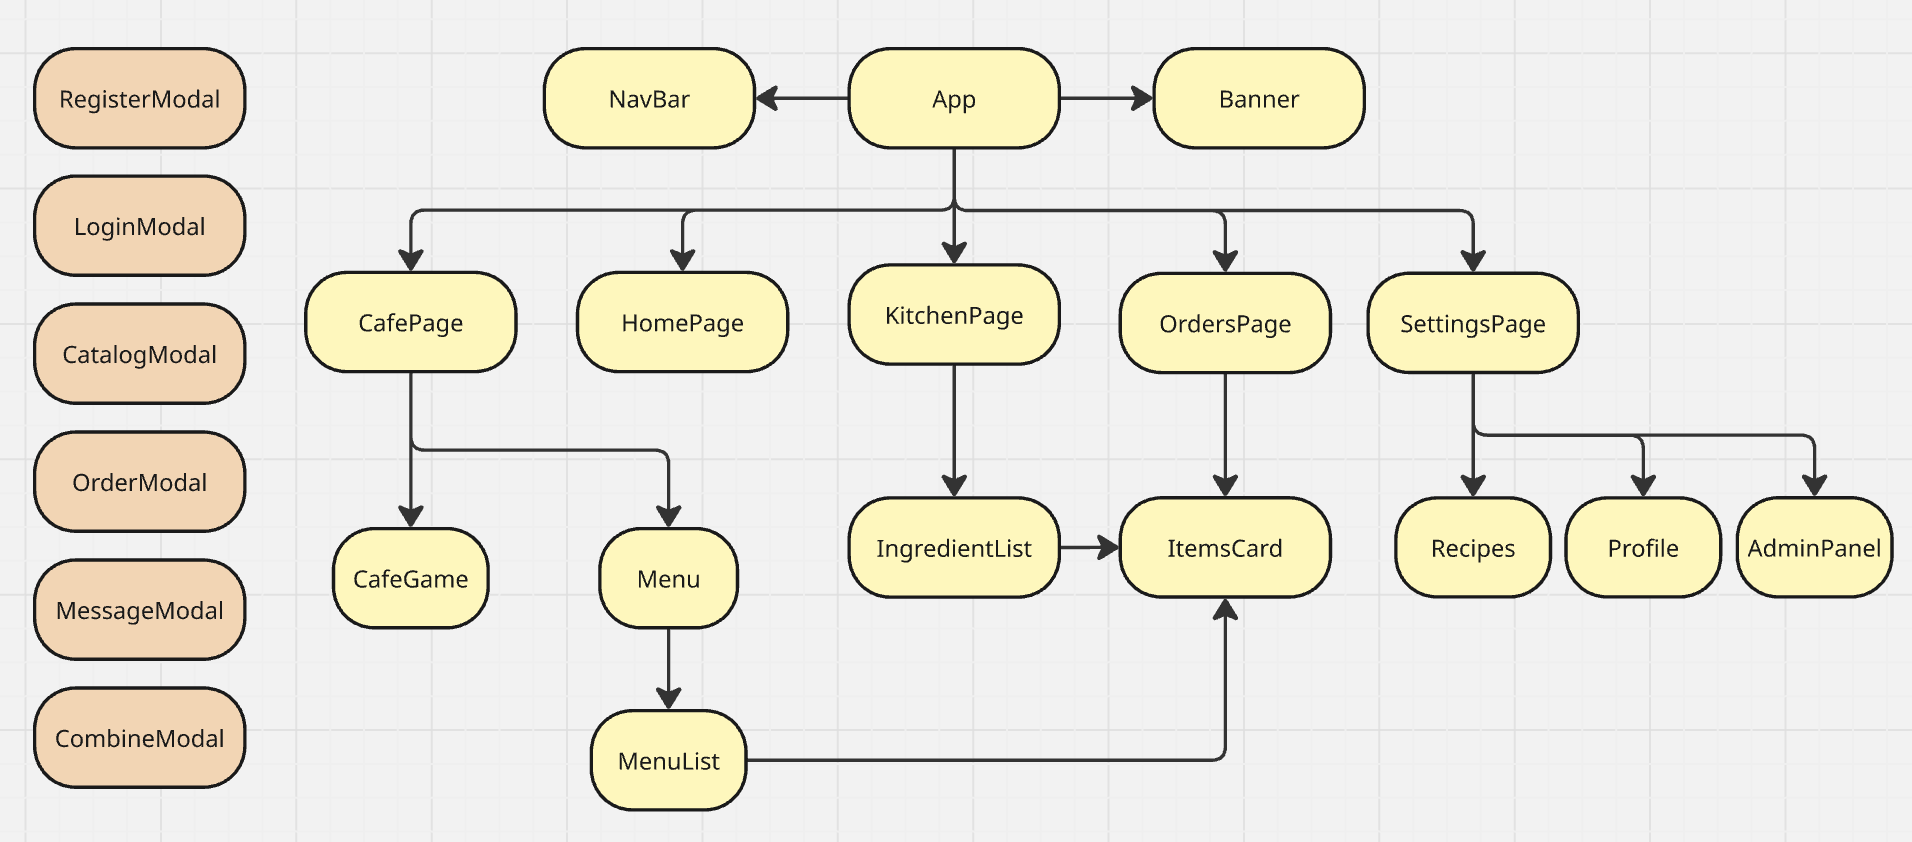 RegisterModal
NavBar
App
Banner
LoginModal
CafePage
HomePage
KitchenPage
OrdersPage
SettingsPage
CatalogModal
OrderModal
CafeGame
Menu
IngredientList
ItemsCard
Recipes
Profile
AdminPanel
MessageModal
CombineModal
MenuList